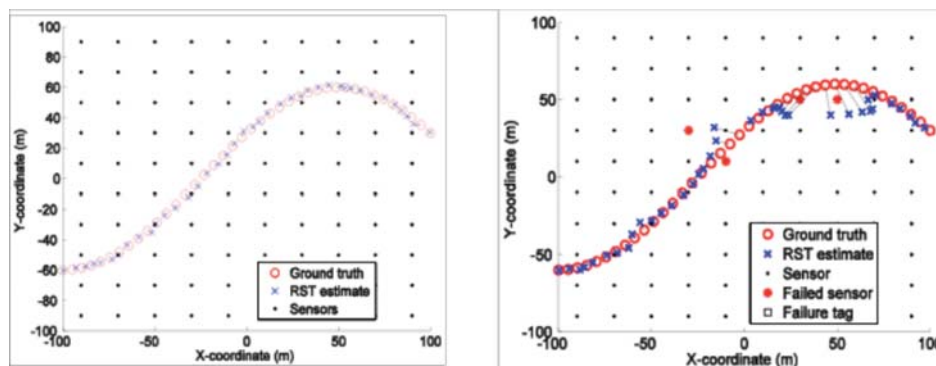 100
80
60
40
20
0
-20
-40
-60
-80
-100
-100
-50
0
50
100
Y-coordinate (m)
X-coordinate (m)
Ground truth
RST estimate
Sensors
100
50
0
-50
-100
-100
-50
0
50
100
Y-coordinate (m)
X-coordinate (m)
Ground truth
RST estimate
Sensor
Failed sensor
Failure tag